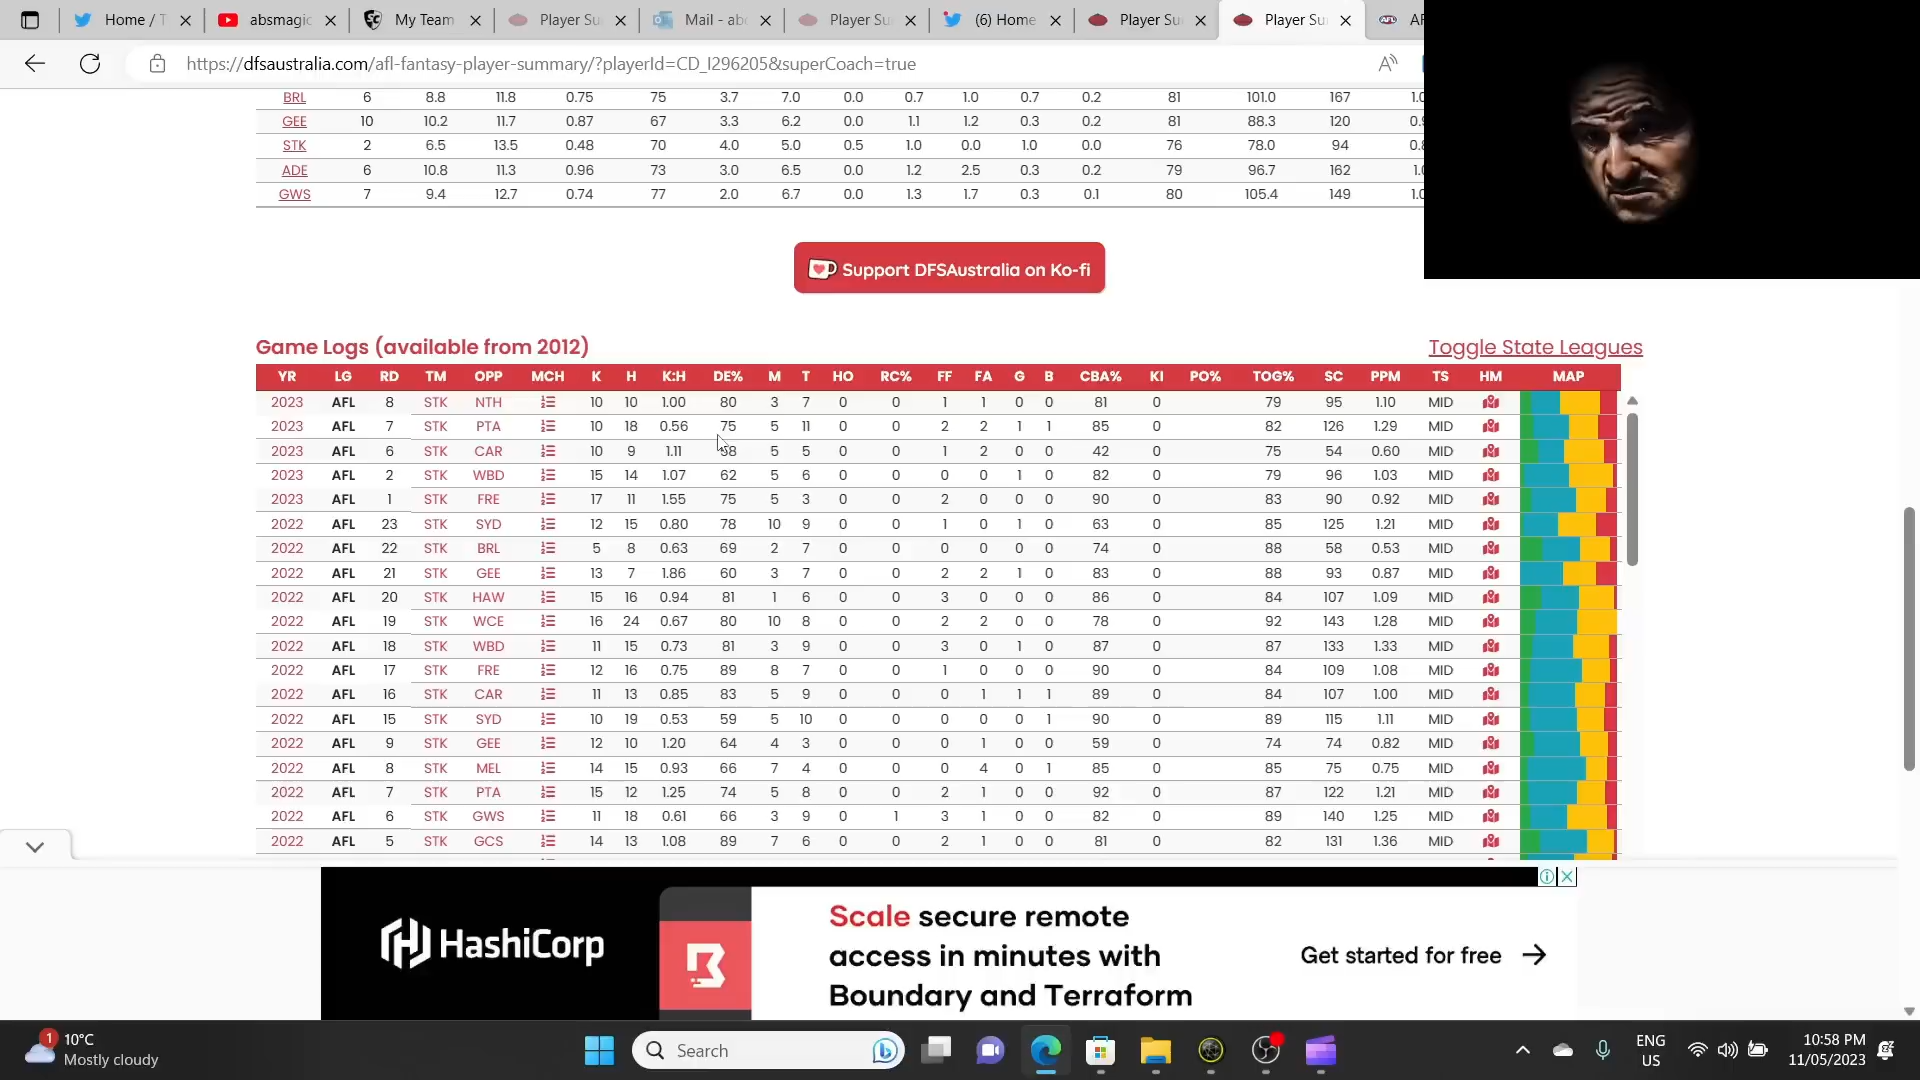 Home / T
absmagic
My Team
Player Su
Mail - ab
Player Su
(6) Home
Player Su
Player Su
AF
https://dfsaustralia.com/afl-fantasy-player-summary/?playerId=CD_I296205&superCoach=true
BRL 6 8.8 11.8 0.75 75 3.7 7.0 0.0 0.7 1.0 0.7 0.2 81 101.0 167
GEE 10 10.2 11.7 0.87 67 3.3 6.2 0.0 1.1 1.2 0.3 0.2 81 88.3 120
STK 2 6.5 13.5 0.48 70 4.0 5.0 0.5 1.0 0.0 1.0 0.0 76 78.0 94
ADE 6 10.8 11.3 0.96 73 3.0 6.5 0.0 1.2 2.5 0.3 0.2 79 96.7 162
GWS 7 9.4 12.7 0.74 77 2.0 6.7 0.0 1.3 1.7 0.3 0.1 80 105.4 149
Support DFSAustralia on Ko-fi
Game Logs (available from 2012)
Toggle State Leagues
YR LG RD TM OPP MCH K H K:H DE% M T HO RC% FF FA G B CBA% KI PO% TOG% SC PPM TS HM MAP
2023 AFL 8 STK NTH 10 10 1.00 80 3 7 0 0 1 1 0 0 81 0 79 95 1.10 MID
2023 AFL 7 STK PTA 10 18 0.56 75 5 11 0 0 2 2 1 1 85 0 82 126 1.29 MID
2023 AFL 6 STK CAR 10 9 1.11 5 5 0 0 1 2 0 0 42 0 75 54 0.60 MID
2023 AFL 2 STK WBD 15 14 1.07 62 5 6 0 0 0 0 1 0 82 0 79 96 1.03 MID
2023 AFL 1 STK FRE 17 11 1.55 75 5 3 0 0 2 0 0 0 90 0 83 90 0.92 MID
2022 AFL 23 STK SYD 12 15 0.80 78 10 9 0 0 1 0 1 0 63 0 85 125 1.21 MID
2022 AFL 22 STK BRL 5 8 0.63 69 2 7 0 0 0 0 0 0 74 0 88 58 0.53 MID
2022 AFL 21 STK GEE 13 7 1.86 60 3 7 0 0 2 2 1 0 83 0 88 93 0.87 MID
2022 AFL 20 STK HAW 15 16 0.94 81 1 6 0 0 3 0 0 0 86 0 84 107 1.09 MID
2022 AFL 19 STK WCE 16 24 0.67 80 10 8 0 0 2 2 0 0 78 0 92 143 1.28 MID
2022 AFL 18 STK WBD 11 15 0.73 81 3 9 0 0 3 0 1 0 87 0 87 133 1.33 MID
2022 AFL 17 STK FRE 12 16 0.75 89 8 7 0 0 1 0 0 0 90 0 84 109 1.08 MID
2022 AFL 16 STK CAR 11 13 0.85 83 5 9 0 0 0 1 1 1 89 0 84 107 1.00 MID
2022 AFL 15 STK SYD 10 19 0.53 59 5 10 0 0 0 0 0 1 90 0 89 115 1.11 MID
2022 AFL 9 STK GEE 12 10 1.20 64 4 3 0 0 0 1 0 0 59 0 74 74 0.82 MID
2022 AFL 8 STK MEL 14 15 0.93 66 7 4 0 0 0 4 0 1 85 0 85 75 0.75 MID
2022 AFL 7 STK PTA 15 12 1.25 74 5 8 0 0 2 1 0 0 92 0 87 122 1.21 MID
2022 AFL 6 STK GWS 11 18 0.61 66 3 9 0 1 3 1 0 0 82 0 89 140 1.25 MID
2022 AFL 5 STK GCS 14 13 1.08 89 7 6 0 0 2 1 0 0 81 0 82 131 1.36 MID
HashiCorp
Scale secure remote
access in minutes with
Boundary and Terraform
Get started for free →
1
10°C
Mostly cloudy
Search
ENG
US
10:58 PM
11/05/2023